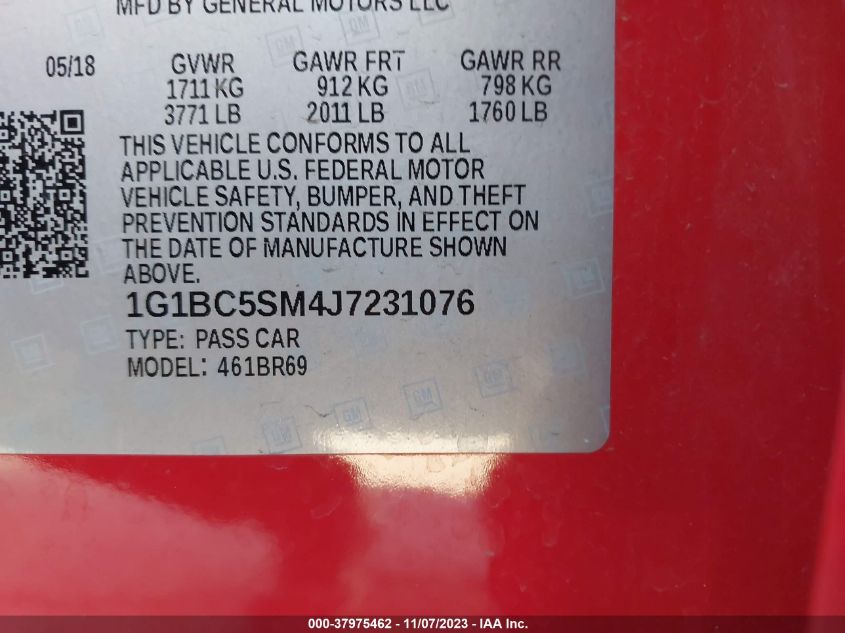 MFD BY GENERAL MOTORS LLC
05/18 GVWR GAWR FRT GAWR RR
1711 KG 912 KG 798 KG
3771 LB 2011 LB 1760 LB
THIS VEHICLE CONFORMS TO ALL
APPLICABLE U.S. FEDERAL MOTOR
VEHICLE SAFETY, BUMPER, AND THEFT
PREVENTION STANDARDS IN EFFECT ON
THE DATE OF MANUFACTURE SHOWN
ABOVE.
1G1BC5SM4J7231076
TYPE: PASS CAR
MODEL: 461BR69
GM
000-37975462 - 11/07/2023 - IAA Inc.